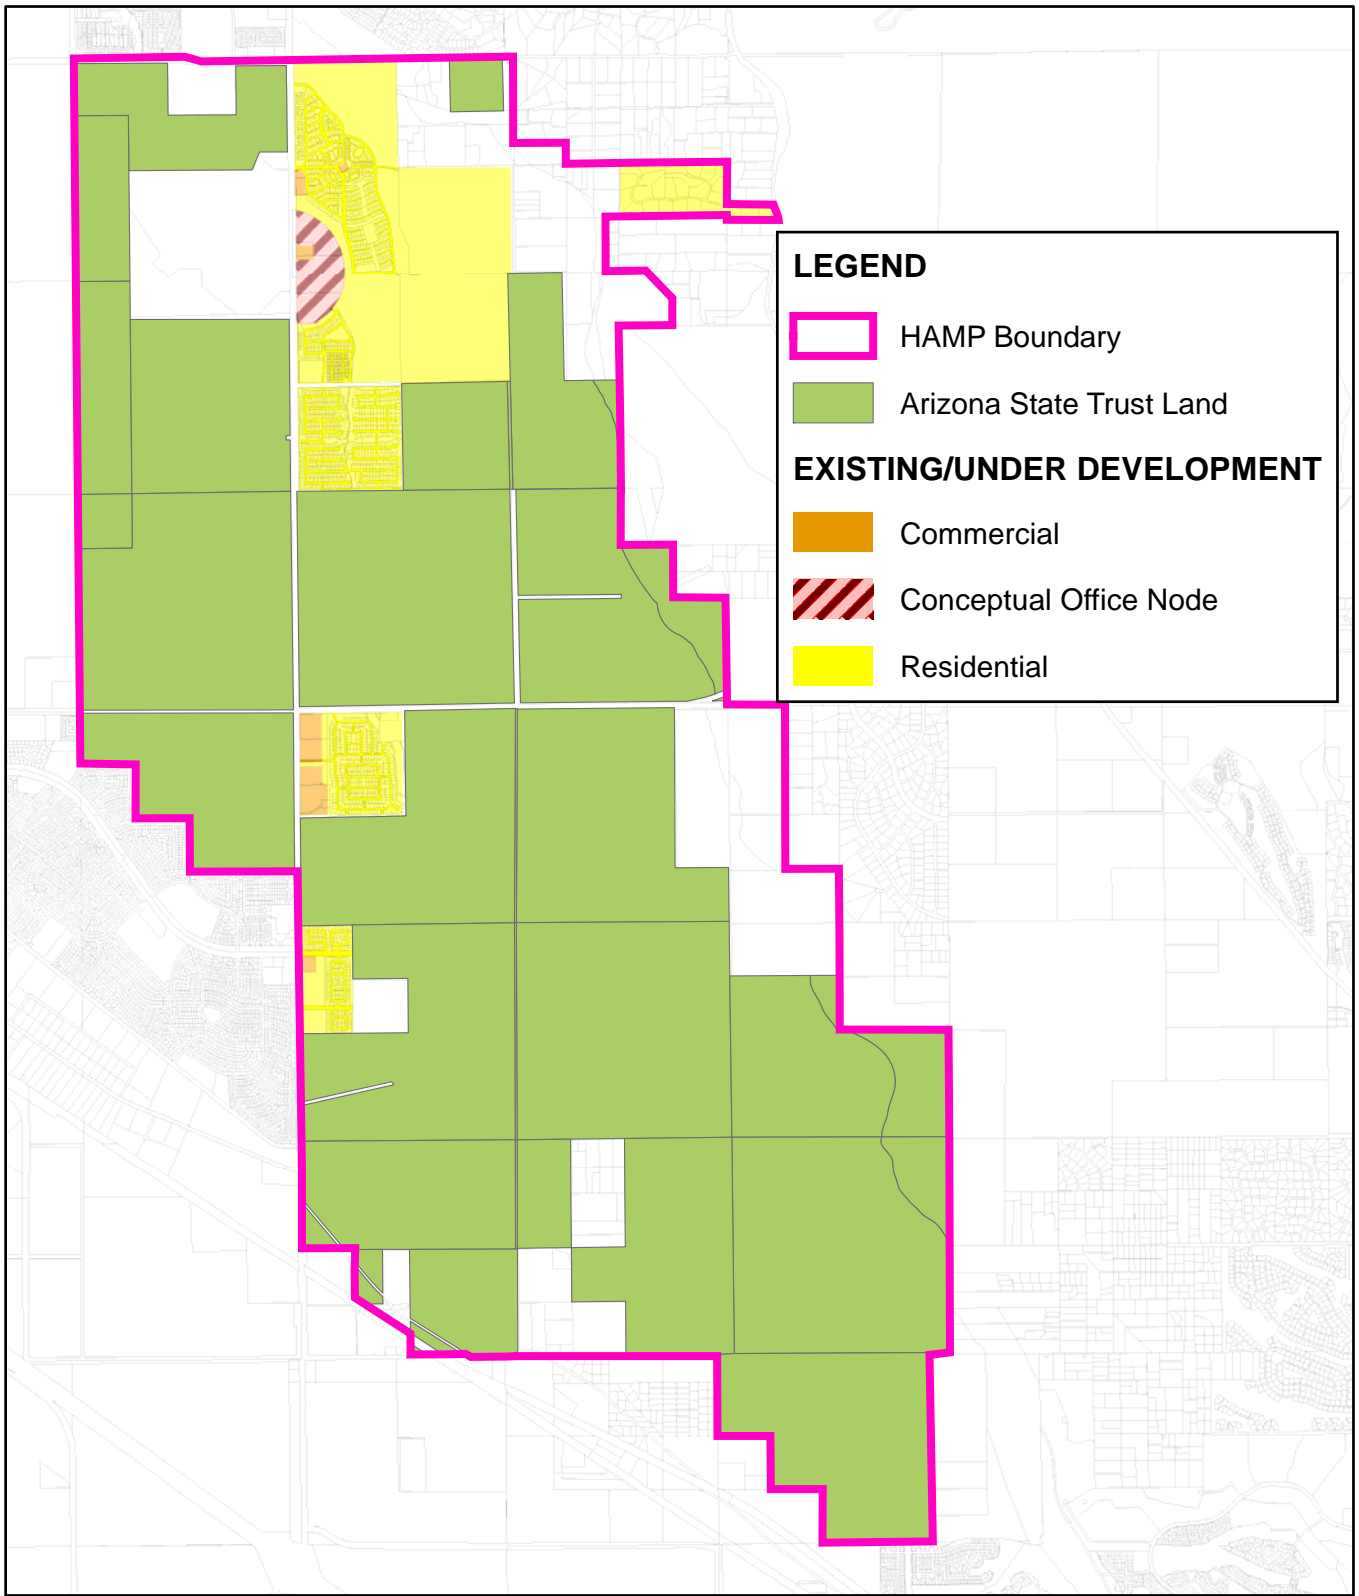 LEGEND
HAMP Boundary
Arizona State Trust Land
EXISTING/UNDER DEVELOPMENT
Commercial
Conceptual Office Node
Residential